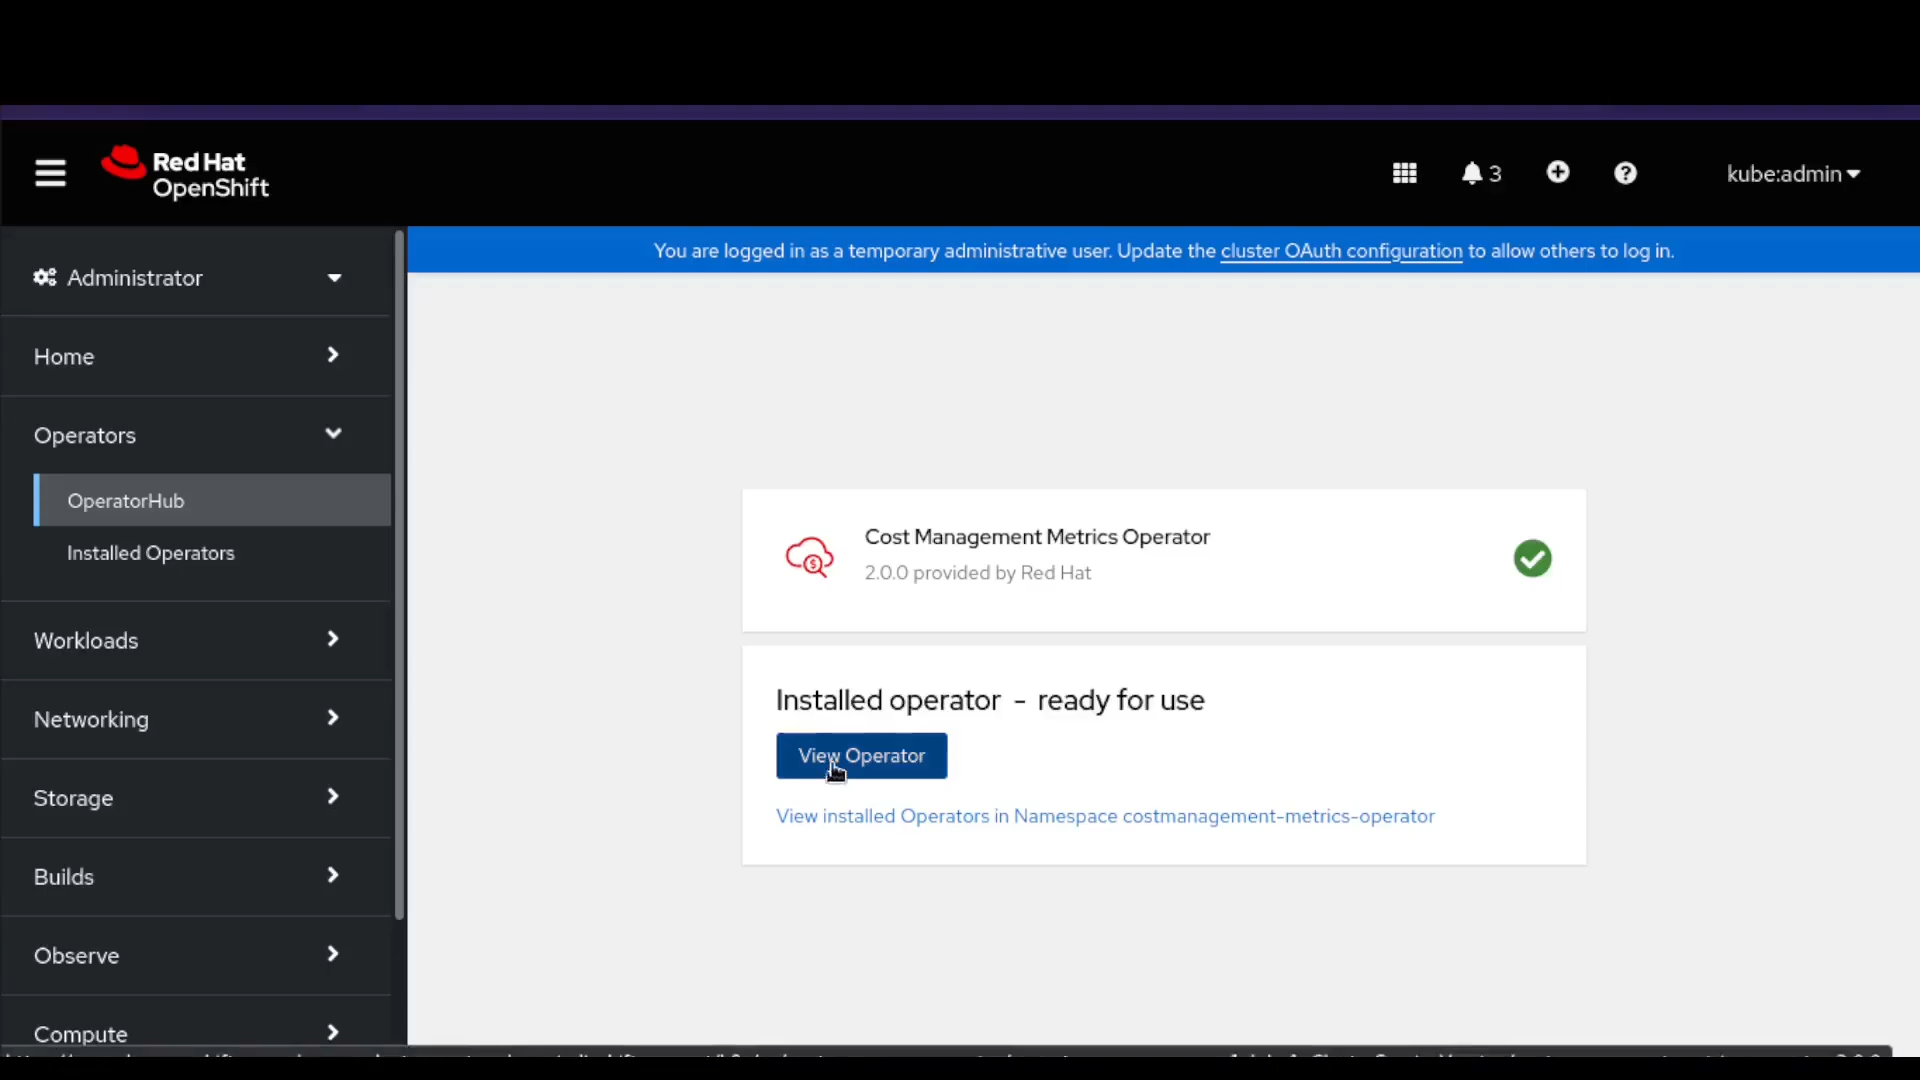 Red Hat
OpenShift
3
kube:admin
You are logged in as a temporary administrative user. Update the cluster OAuth configuration to allow others to log in.
Administrator
Home
Operators
OperatorHub
Installed Operators
Workloads
Networking
Storage
Builds
Observe
Compute
Cost Management Metrics Operator
2.0.0 provided by Red Hat
Installed operator - ready for use
View Operator
View installed Operators in Namespace costmanagement-metrics-operator